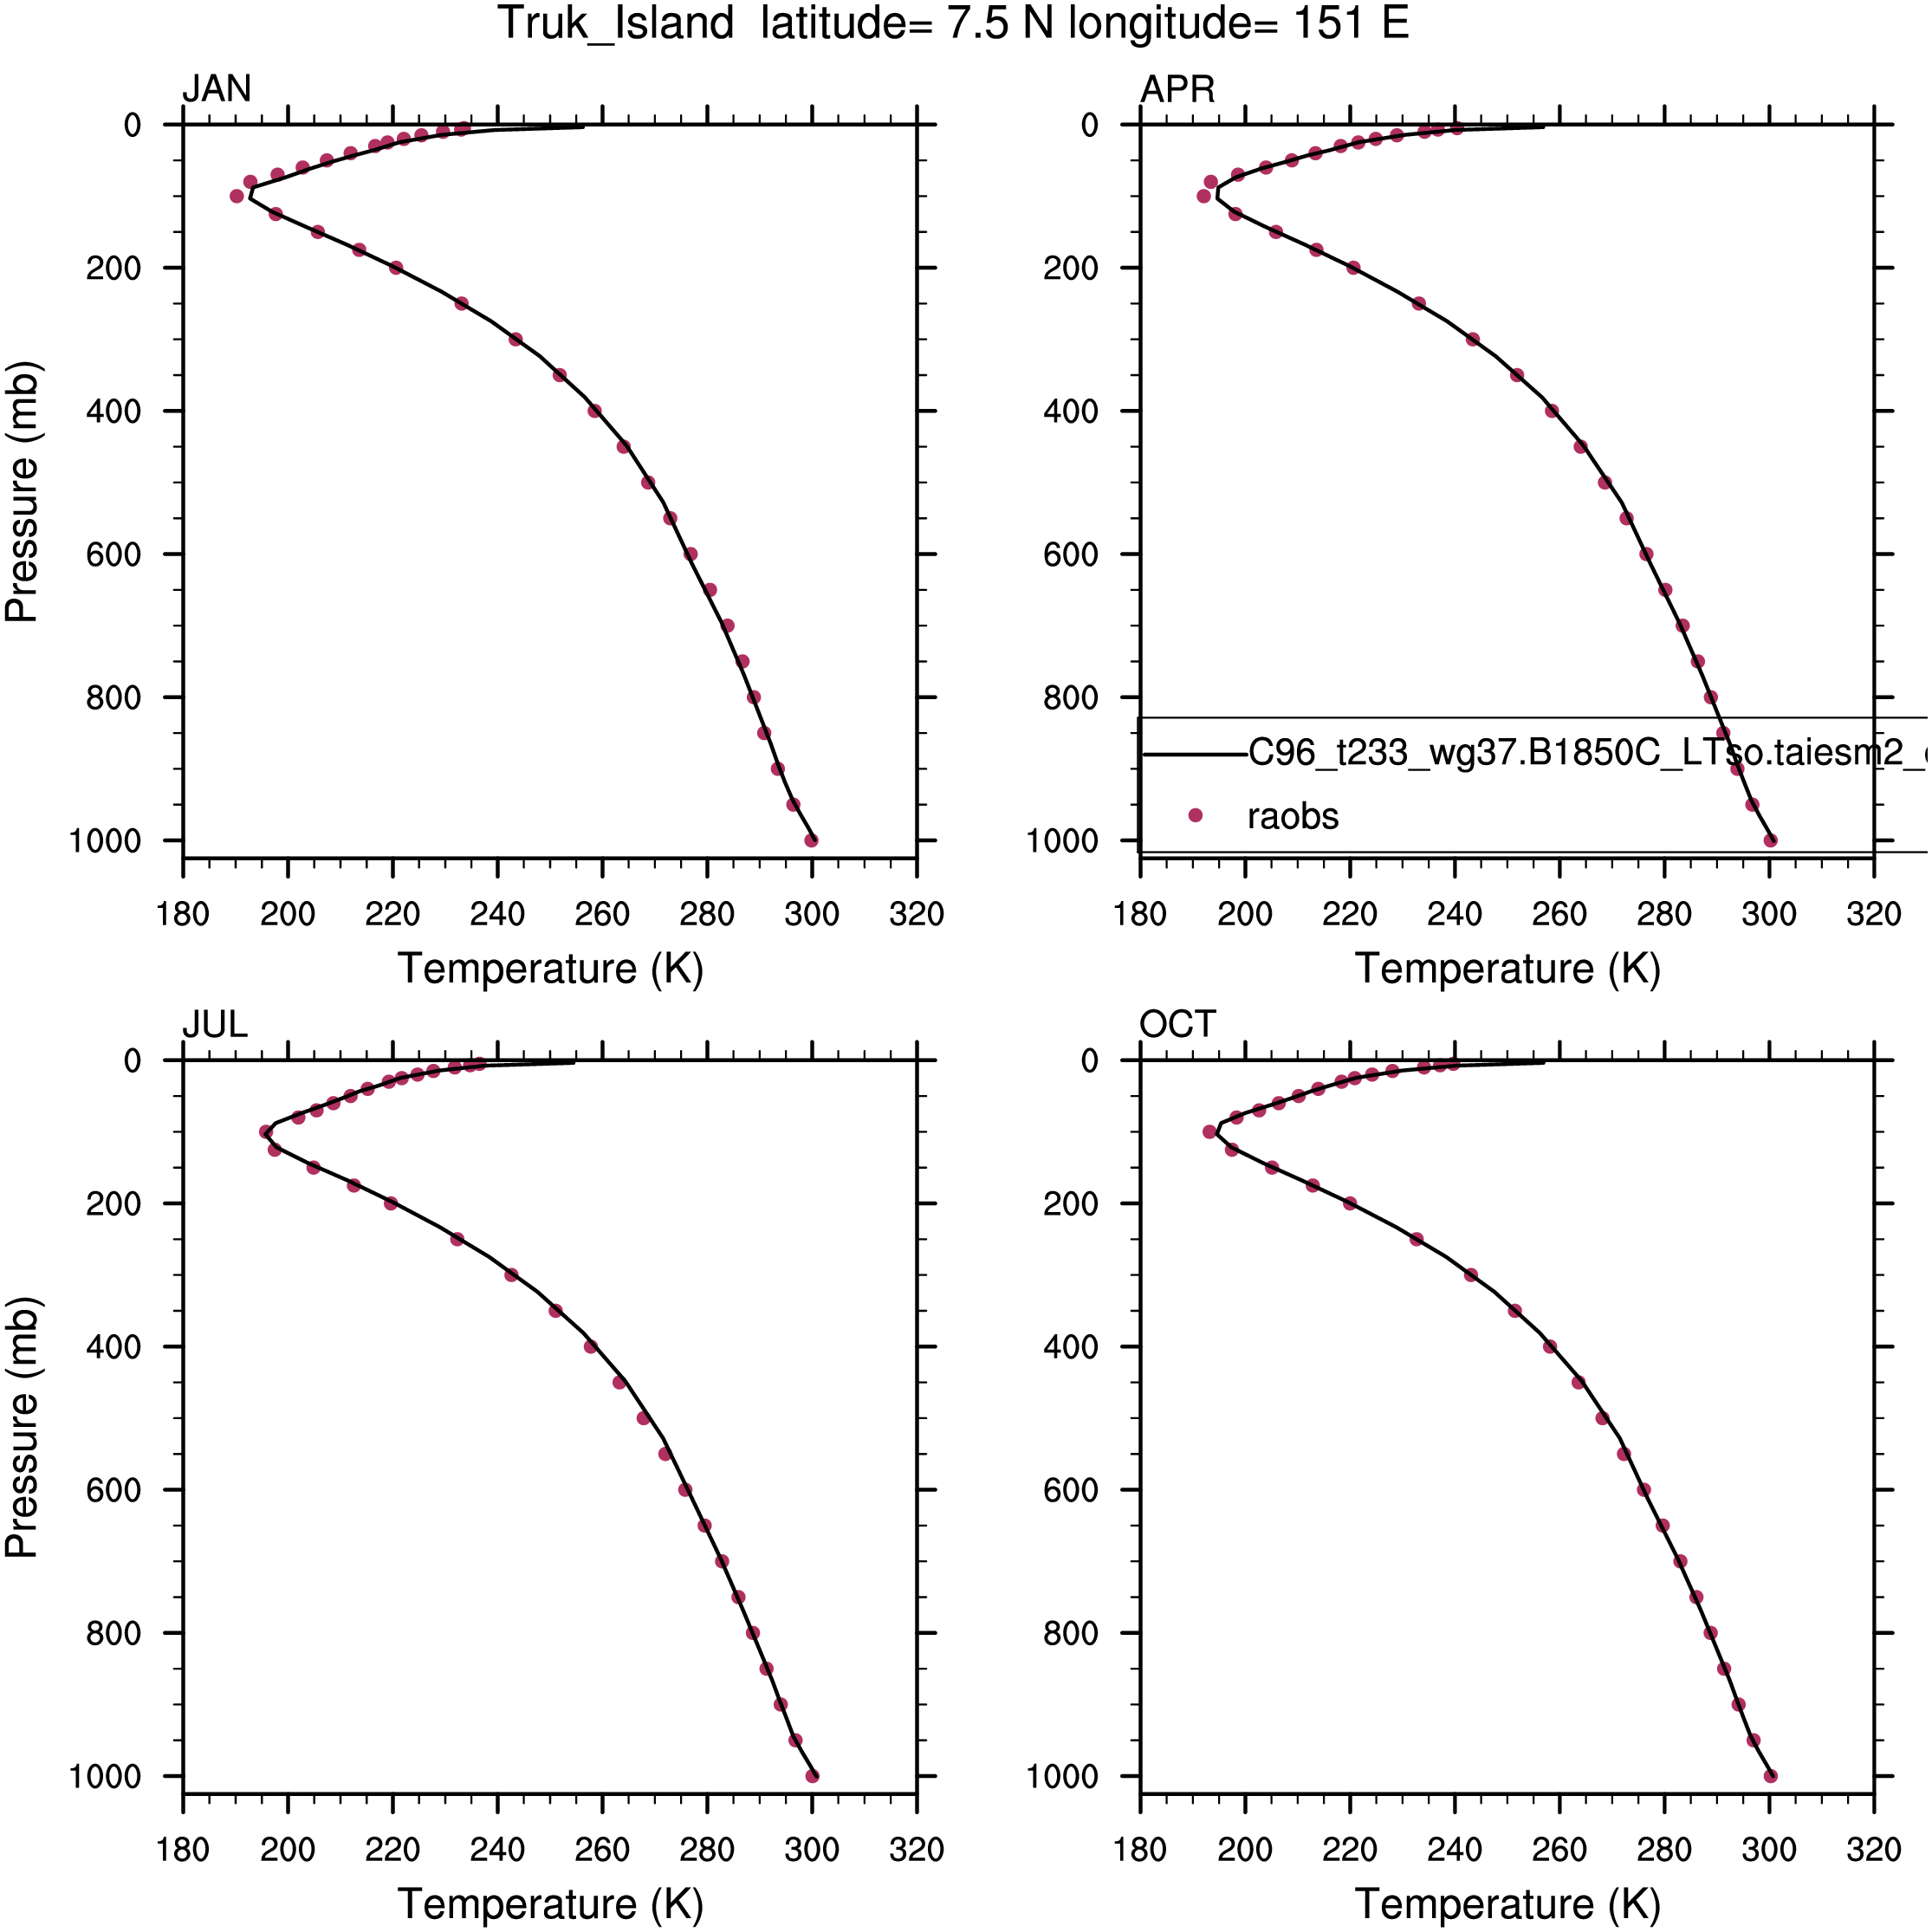 Truk_Island latitude= 7.5 N longitude= 151 E
JAN
0
200
400
600
800
1000
Pressure (mb)
180 200 220 240 260 280 300 320
Temperature (K)
APR
0
200
400
600
800
1000
C96_t233_wg37.B1850C_LTso.taiesm2_
raobs
180 200 220 240 260 280 300 320
Temperature (K)
JUL
0
200
400
600
800
1000
Pressure (mb)
180 200 220 240 260 280 300 320
Temperature (K)
OCT
0
200
400
600
800
1000
180 200 220 240 260 280 300 320
Temperature (K)